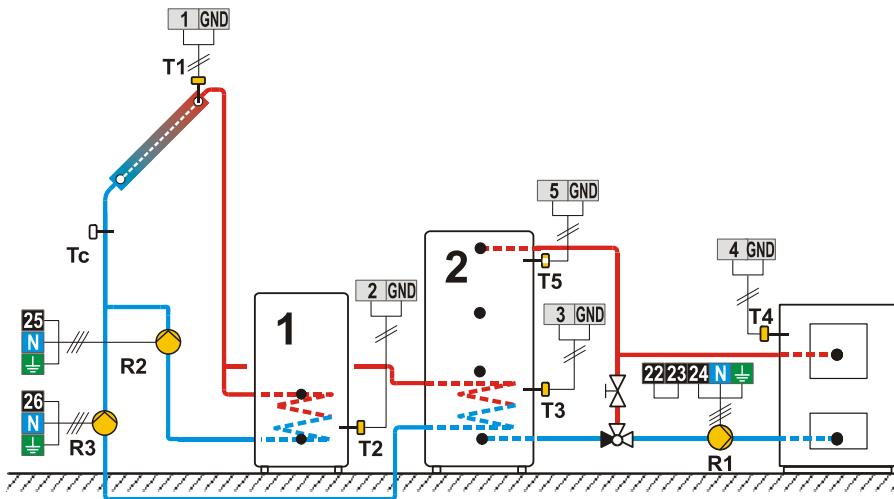 1 GND
T1
Tc
25
N
R2
26
N
R3
1
2 GND
T2
2
5 GND
T5
3 GND
T3
4 GND
T4
22 23 24 N
R1